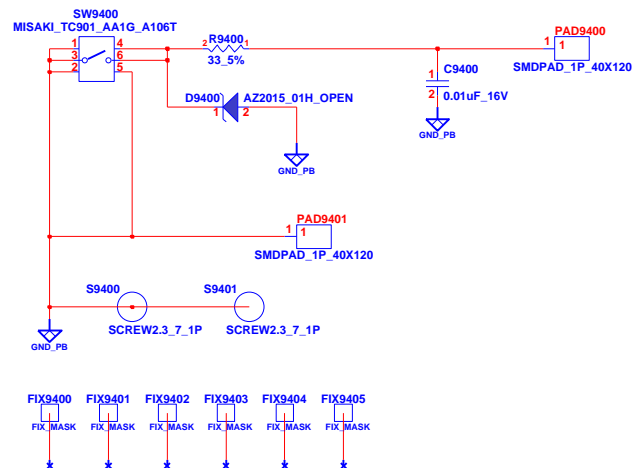 SW9400
MISAKI_TC901_AA1G_A106T
1 4
3 6
2 5
2 R9400 1
33_5%
PAD9400
1 1
SMDPAD_1P_40X120
1 C9400
2 0.01uF_16V
GND_PB
D9400 AZ2015_01H_OPEN
1 2
GND_PB
PAD9401
1 1
SMDPAD_1P_40X120
S9400 S9401
SCREW2.3_7_1P SCREW2.3_7_1P
GND_PB
FIX9400 FIX9401 FIX9402 FIX9403 FIX9404 FIX9405
FIX_MASK FIX_MASK FIX_MASK FIX_MASK FIX_MASK FIX_MASK